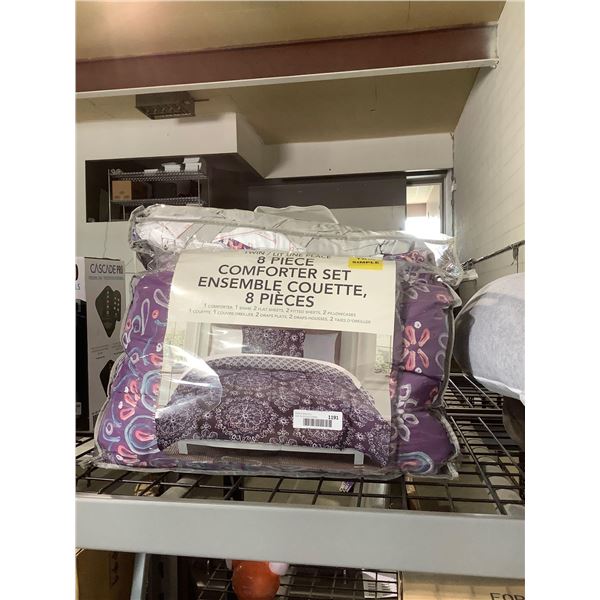 TWIN / LIT UNE PLACE
8 PIECE
COMFORTER SET
ENSEMBLE COUETTE,
8 PIÈCES
1 COMFORTER, 1 SHAM, 2 FLAT SHEETS, 2 FITTED SHEETS, 2 PILLOWCASES
1 COUETTE, 1 COUVRE OREILLER, 2 DRAPS PLATS, 2 DRAPS-HOUSSES, 2 TAIES D'OREILLER
SIMPLE
1191
CASCADE PRO
FOR